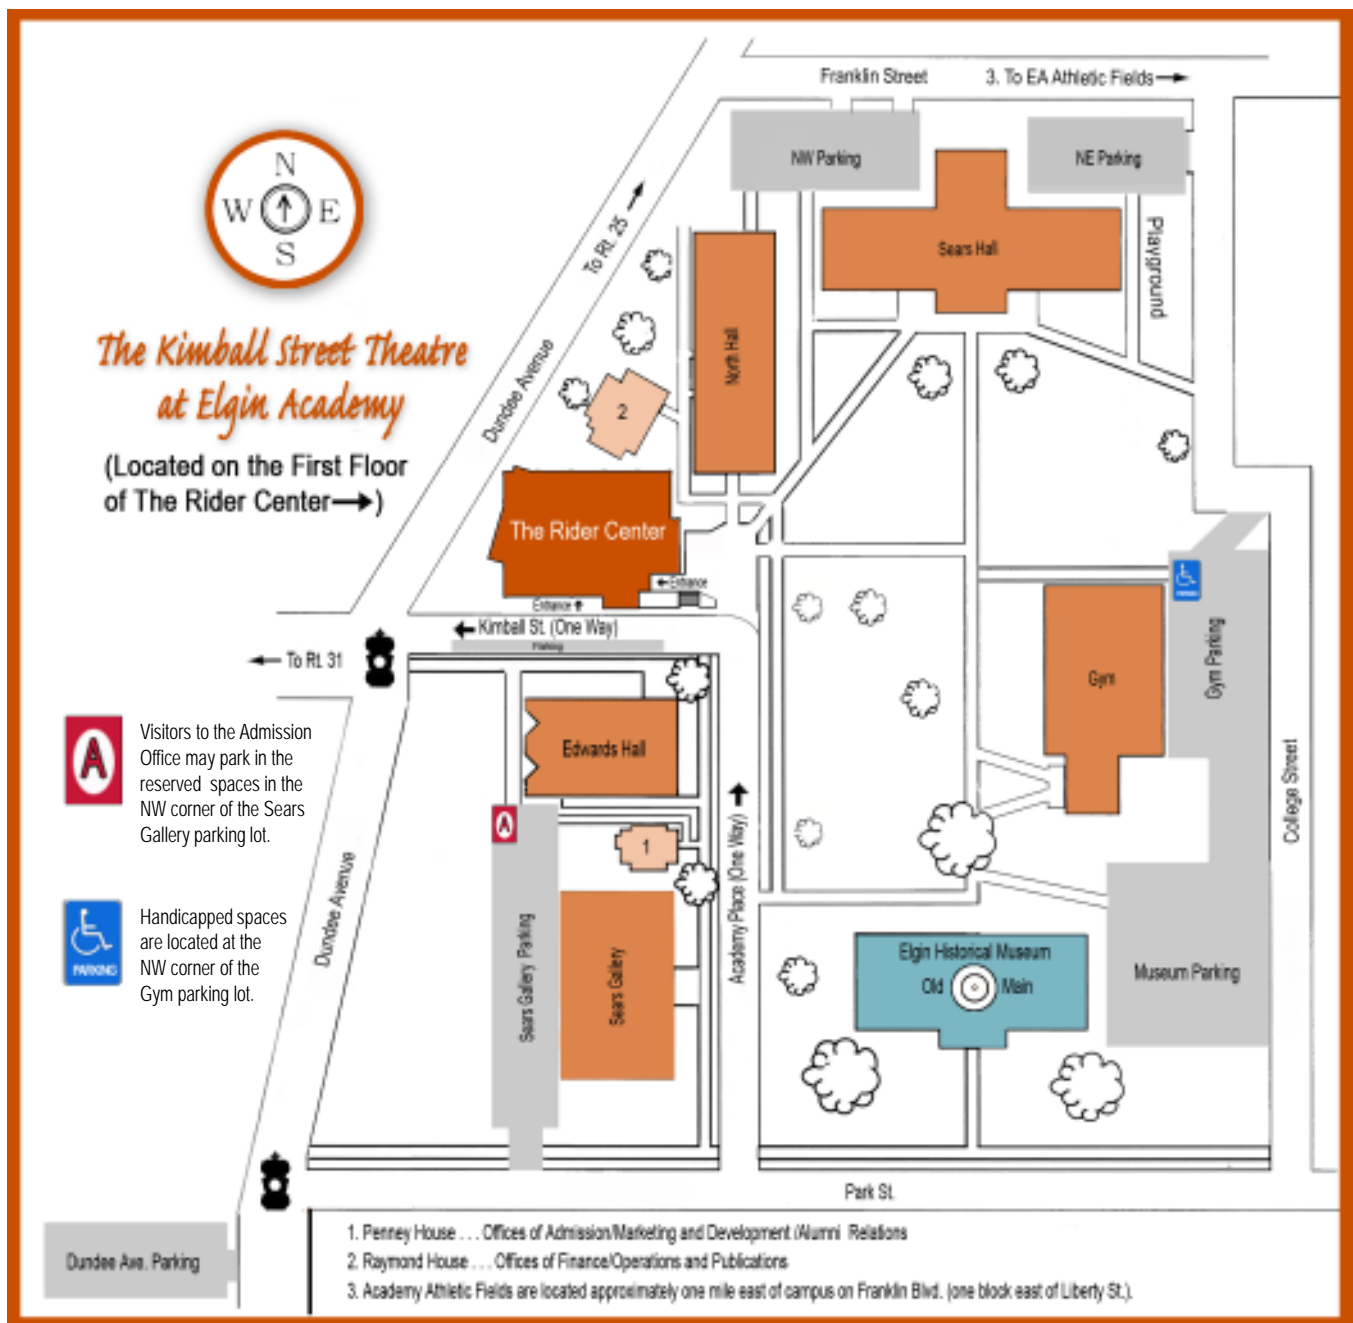 Franklin Street
3. To EA Athletic Fields
NW Parking
NE Parking
N
W E
S
Sears Hall
Playground
To Rt. 25
The Kimball Street Theatre
at Elgin Academy
North Hall
Dundee Avenue
2
(Located on the First Floor
of The Rider Center)
The Rider Center
Entrance
Entrance
PARKING
Kimball St. (One Way)
Parking
To Rt. 31
Gym Parking
Gym
A
Visitors to the Admission
Office may park in the
reserved spaces in the
NW corner of the Sears
Gallery parking lot.
Edwards Hall
A
1
College Street
Academy Place (One Way)
Dundee Avenue
PARKING
Handicapped spaces
are located at the
NW corner of the
Gym parking lot.
Sears Gallery Parking
Sears Gallery
Elgin Historical Museum
Old Main
Museum Parking
Park St.
Dundee Ave. Parking
1. Penney House . . . Offices of Admission/Marketing and Development /Alumni Relations
2. Raymond House . . . Offices of Finance/Operations and Publications
3. Academy Athletic Fields are located approximately one mile east of campus on Franklin Blvd. (one block east of Liberty St.).